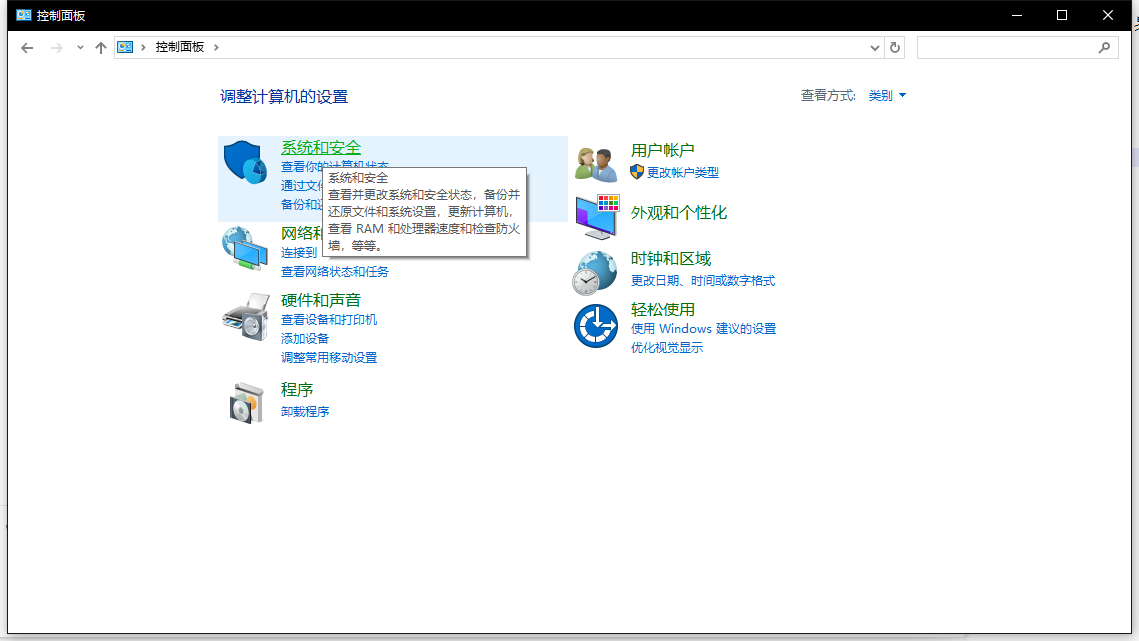 控制面板
控制面板
调整计算机的设置
查看方式: 类别
系统和安全
查看你的计算机状态
通过文
备份和
系统和安全
查看并更改系统和安全状态，备份并
还原文件和系统设置，更新计算机，
查看 RAM 和处理器速度和检查防火
墙，等等。
网络和
连接到
查看网络状态和任务
硬件和声音
查看设备和打印机
添加设备
调整常用移动设置
程序
卸载程序
用户帐户
更改帐户类型
外观和个性化
时钟和区域
更改日期、时间或数字格式
轻松使用
使用 Windows 建议的设置
优化视觉显示